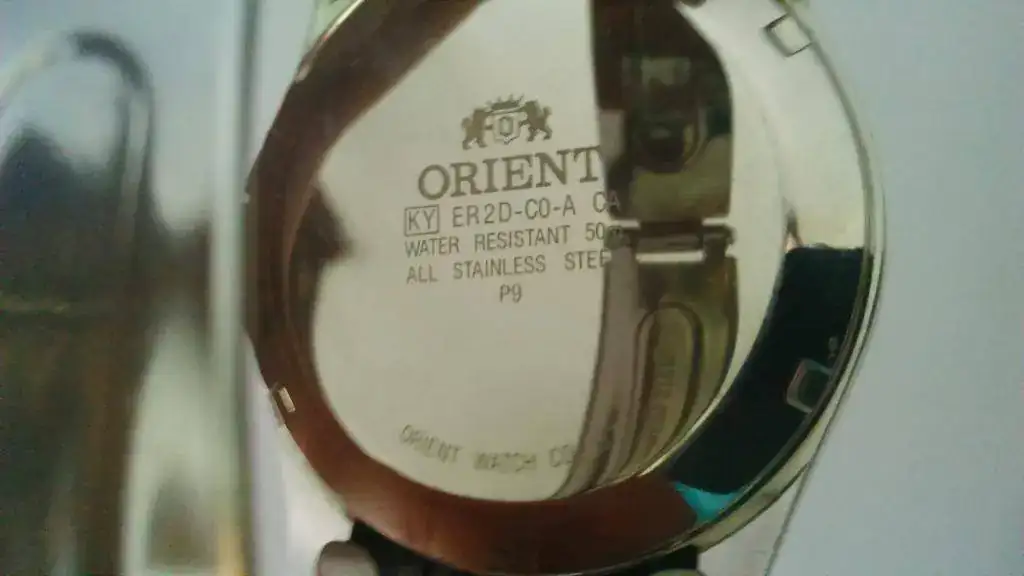 ORIENT
KY ER2D-C0-A CA
WATER RESISTANT 50
ALL STAINLESS STEE
P9
ORIENT WATCH CO